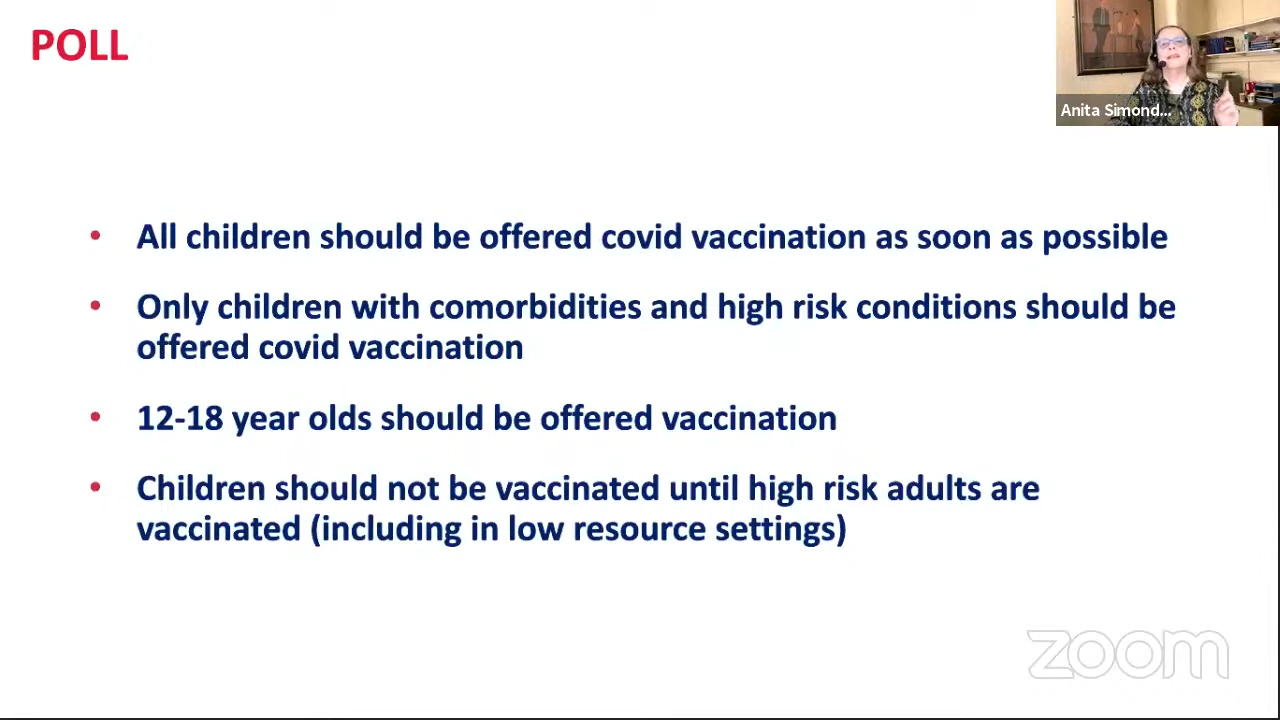 POLL
Anita Simond...
• All children should be offered covid vaccination as soon as possible
• Only children with comorbidities and high risk conditions should be
offered covid vaccination
• 12-18 year olds should be offered vaccination
• Children should not be vaccinated until high risk adults are
vaccinated (including in low resource settings)
zoom